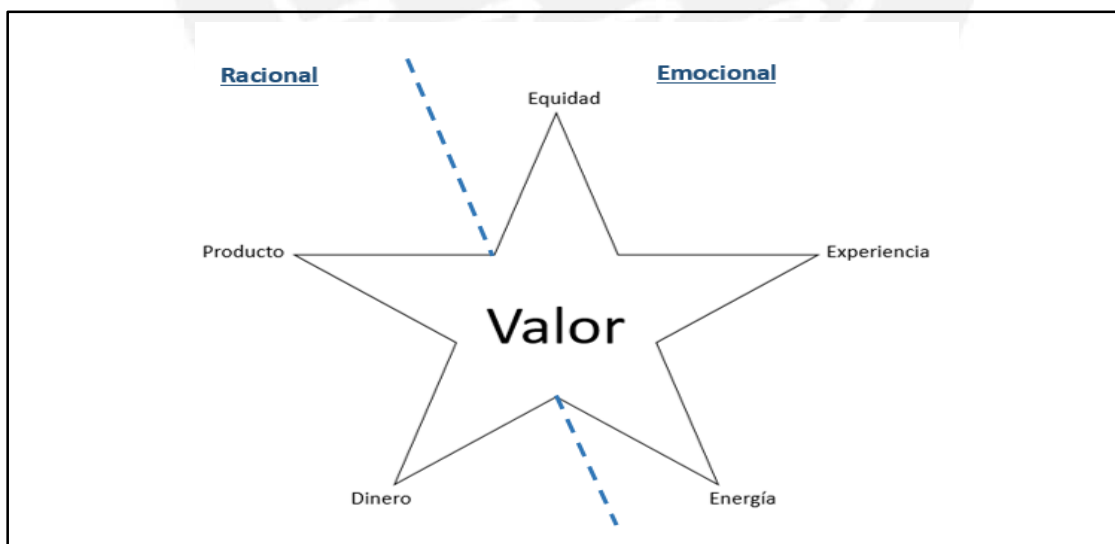 Racional
Emocional
Equidad
Producto
Experiencia
Valor
Dinero
Energía